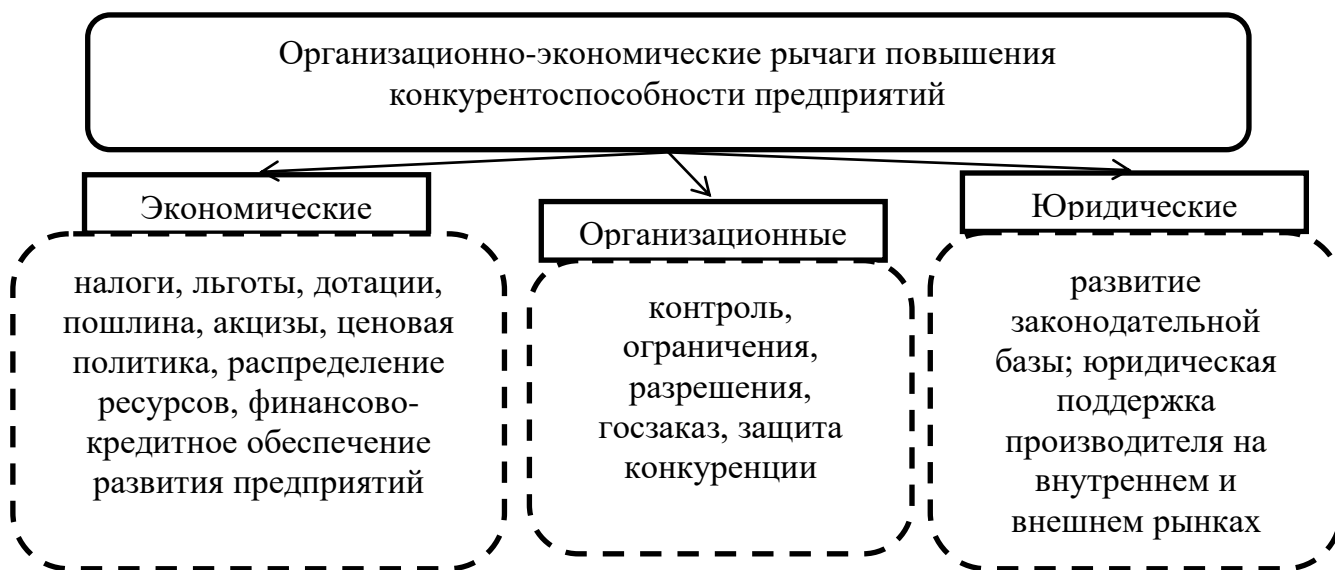 Организационно-экономические рычаги повышения
конкурентоспособности предприятий
Экономические
налоги, льготы, дотации,
пошлина, акцизы, ценовая
политика, распределение
ресурсов, финансово-
кредитное обеспечение
развития предприятий
Организационные
контроль,
ограничения,
разрешения,
госзаказ, защита
конкуренции
Юридические
развитие
законодательной
базы; юридическая
поддержка
производителя на
внутреннем и
внешнем рынках